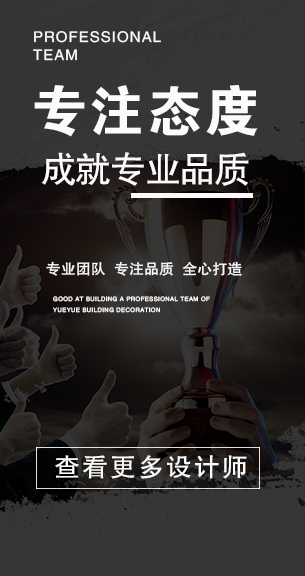 PROFESSIONAL
TEAM
专注态度
成就专业品质
专业团队 专注品质 全心打造
GOOD AT BUILDING A PROFESSIONAL TEAM OF
YUEYUE BUILDING DECORATION
查看更多设计师